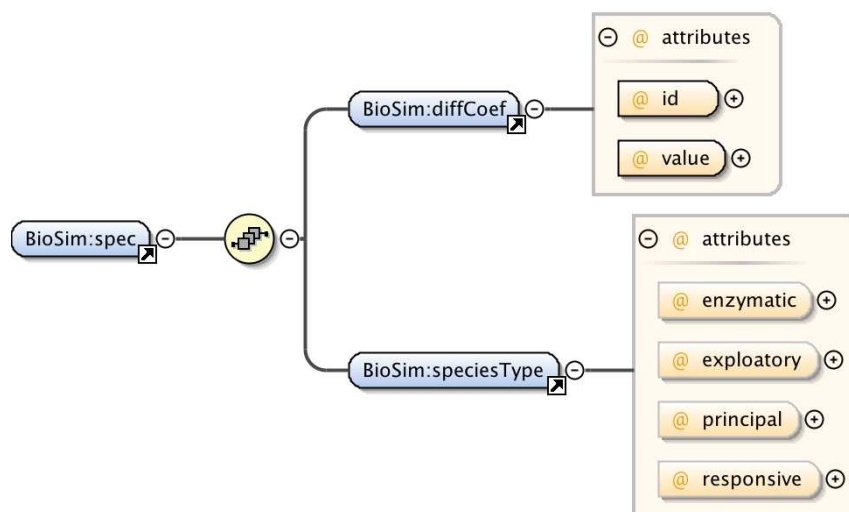 @ attributes
BioSim:diffCoef
@ id
@ value
BioSim:spec
@ attributes
@ enzymatic
@ exploatory
BioSim:speciesType
@ principal
@ responsive